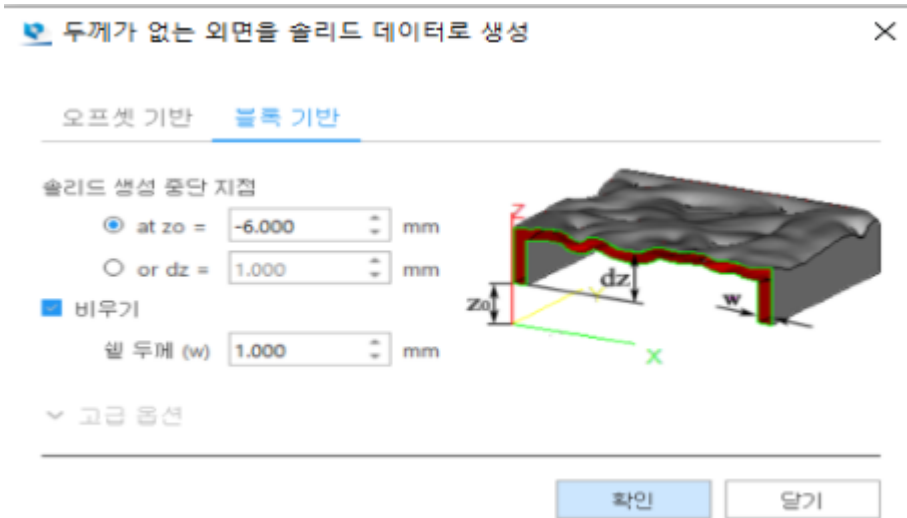 두께가 없는 외면을 솔리드 데이터로 생성
오프셋 기반 블록 기반
솔리드 생성 중단 지점
at zo = -6.000 mm
or dz = 1.000 mm
비우기
쉘 두께 (w) 1.000 mm
고급 옵션
Z
dz
Y
Z0
w
X
확인 닫기